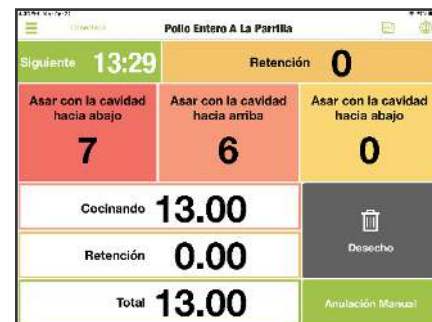 Pollo Entero A La Parrilla
Siguiente 13:29
Retención 0
Asar con la cavidad
hacia abajo
7
Asar con la cavidad
hacia arriba
6
Asar con la cavidad
hacia abajo
0
Cocinando 13.00
Retención 0.00
Total 13.00
Desecho
Anulación Manual